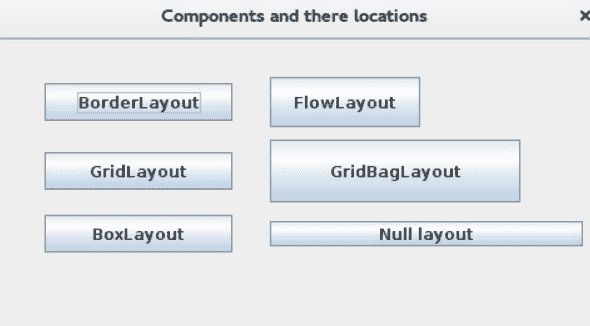 Components and there locations
BorderLayout
FlowLayout
GridLayout
GridBagLayout
BoxLayout
Null layout